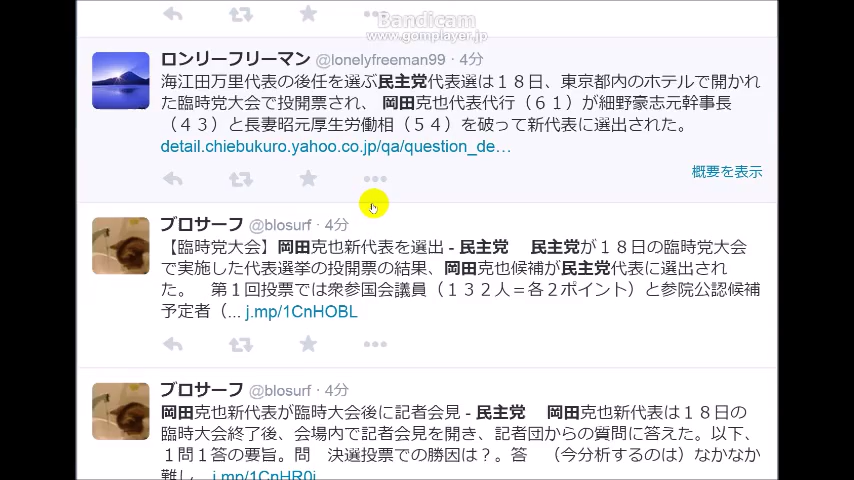 Bandicam
www.gomplayer.jp
ロンリーフリーマン @lonelyfreeman99 · 4分
海江田万里代表の後任を選ぶ民主党代表選は１８日、東京都内のホテルで開かれ
た臨時党大会で投開票され、 岡田克也代表代行（６１）が細野豪志元幹事長
（４３）と長妻昭元厚生労働相（５４）を破って新代表に選出された。
detail.chiebukuro.yahoo.co.jp/qa/question_de…
概要を表示
ブロサーフ @blosurf · 4分
【臨時党大会】岡田克也新代表を選出 - 民主党　民主党が１８日の臨時党大会
で実施した代表選挙の投開票の結果、岡田克也候補が民主党代表に選出され
た。　第１回投票では衆参国会議員（１３２人＝各２ポイント）と参院公認候補
予定者（... j.mp/1CnHOBL
ブロサーフ @blosurf · 4分
岡田克也新代表が臨時大会後に記者会見 - 民主党　岡田克也新代表は１８日の
臨時大会終了後、会場内で記者会見を開き、記者団からの質問に答えた。以下、
１問１答の要旨。問　決選投票での勝因は？。答　（今分析するのは）なかなか
難し... j.mp/1CnHR0i